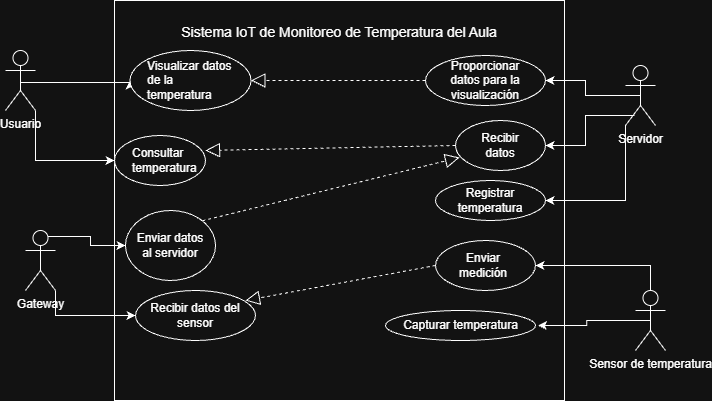 Sistema IoT de Monitoreo de Temperatura del Aula
Visualizar datos
de la
temperatura
Proporcionar
datos para la
visualización
Usuario
Servidor
Recibir
datos
Consultar
temperatura
Registrar
temperatura
Enviar datos
al servidor
Enviar
medición
Gateway
Recibir datos del
sensor
Capturar temperatura
Sensor de temperatura